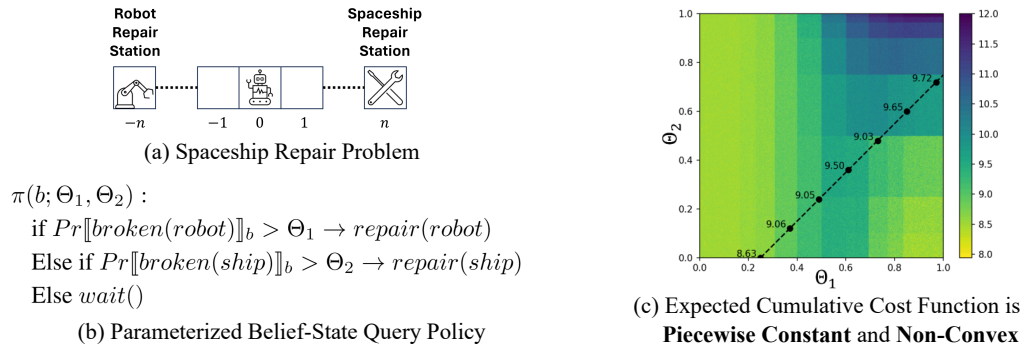 Robot
Repair
Station
Spaceship
Repair
Station
−n
−1
0
1
n
(a) Spaceship Repair Problem
π(b; Θ₁, Θ₂) :
if Pr⟦broken(robot)⟧_b > Θ₁ → repair(robot)
Else if Pr⟦broken(ship)⟧_b > Θ₂ → repair(ship)
Else wait()
(b) Parameterized Belief-State Query Policy
1.0
0.8
0.6
0.4
0.2
0.0
Θ₂
9.72
9.65
9.03
9.50
9.05
9.06
8.63
0.0 0.2 0.4 0.6 0.8 1.0
Θ₁
12.0
11.5
11.0
10.5
10.0
9.5
9.0
8.5
8.0
(c) Expected Cumulative Cost Function is
Piecewise Constant and Non-Convex